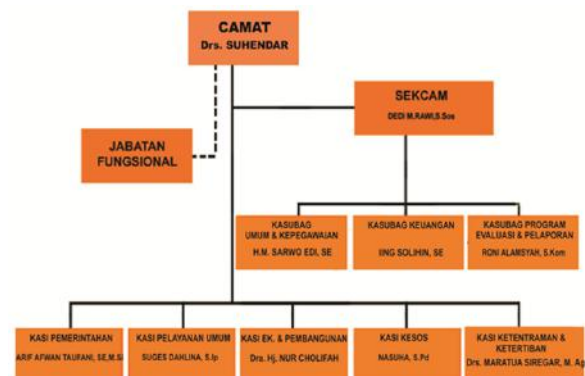 CAMAT
Drs. SUHENDAR
SEKCAM
DEDI M.RAWI,S.Sos
JABATAN
FUNGSIONAL
KASUBAG
UMUM & KEPEGAWAIAN
H.M. SARWO EDI, SE
KASUBAG KEUANGAN
IING SOLIHIN, SE
KASUBAG PROGRAM
EVALUASI & PELAPORAN
RONI ALAMSYAH, S.Kom
KASI PEMERINTAHAN
ARIF AFWAN TAUFANI, SE,M.Si
KASI PELAYANAN UMUM
SUGES DAHLINA, S.Ip
KASI EK. & PEMBANGUNAN
Drs. Hj. NUR CHOLIFAH
KASI KESOS
NASUHA, S.Pd
KASI KETENTRAMAN &
KETERTIBAN
Drs. MARATUA SIREGAR, M. Ap